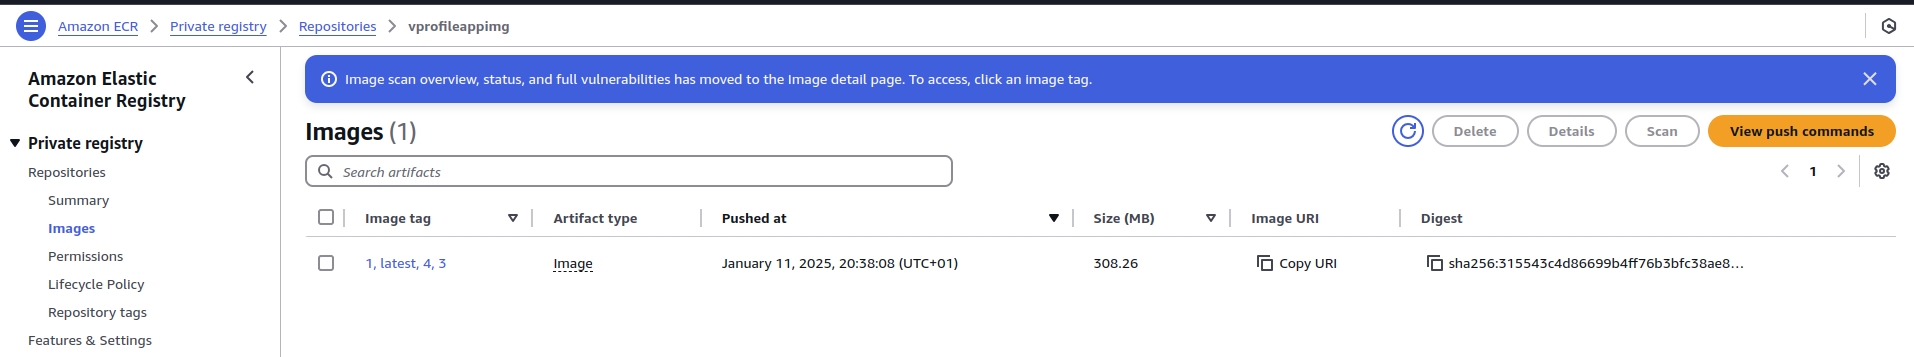 Amazon ECR > Private registry > Repositories > vprofileappimg
Amazon Elastic
Container Registry
Private registry
Repositories
Summary
Images
Permissions
Lifecycle Policy
Repository tags
Features & Settings
Image scan overview, status, and full vulnerabilities has moved to the Image detail page. To access, click an image tag.
Images (1)
Delete
Details
Scan
View push commands
Search artifacts
1
Image tag Artifact type Pushed at Size (MB) Image URI Digest
1, latest, 4, 3 Image January 11, 2025, 20:38:08 (UTC+01) 308.26 Copy URI sha256:315543c4d86699b4ff76b3bfc38ae8...